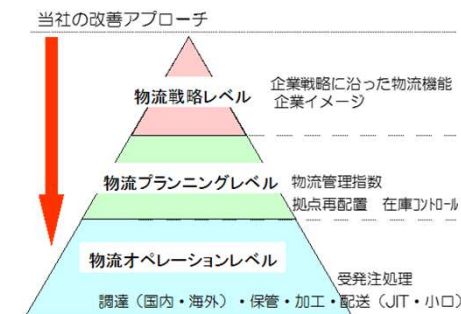 当社の改善アプローチ
物流戦略レベル
企業戦略に沿った物流機能
企業イメージ
物流プランニングレベル
物流管理指数
拠点再配置 在庫コントロール
物流オペレーションレベル
受発注処理
調達（国内・海外）・保管・加工・配送（JIT・小口）